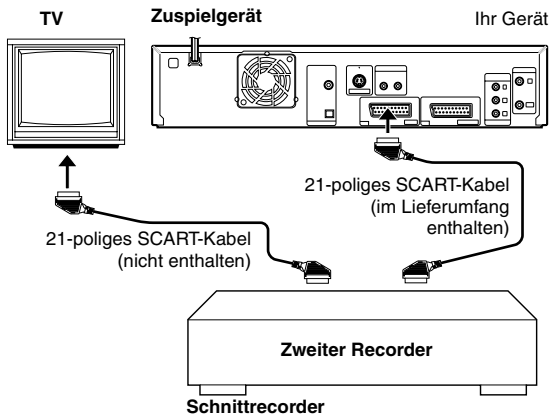 TV
Zuspielgerät
Ihr Gerät
21-poliges SCART-Kabel
(im Lieferumfang
enthalten)
21-poliges SCART-Kabel
(nicht enthalten)
Zweiter Recorder
Schnittrecorder